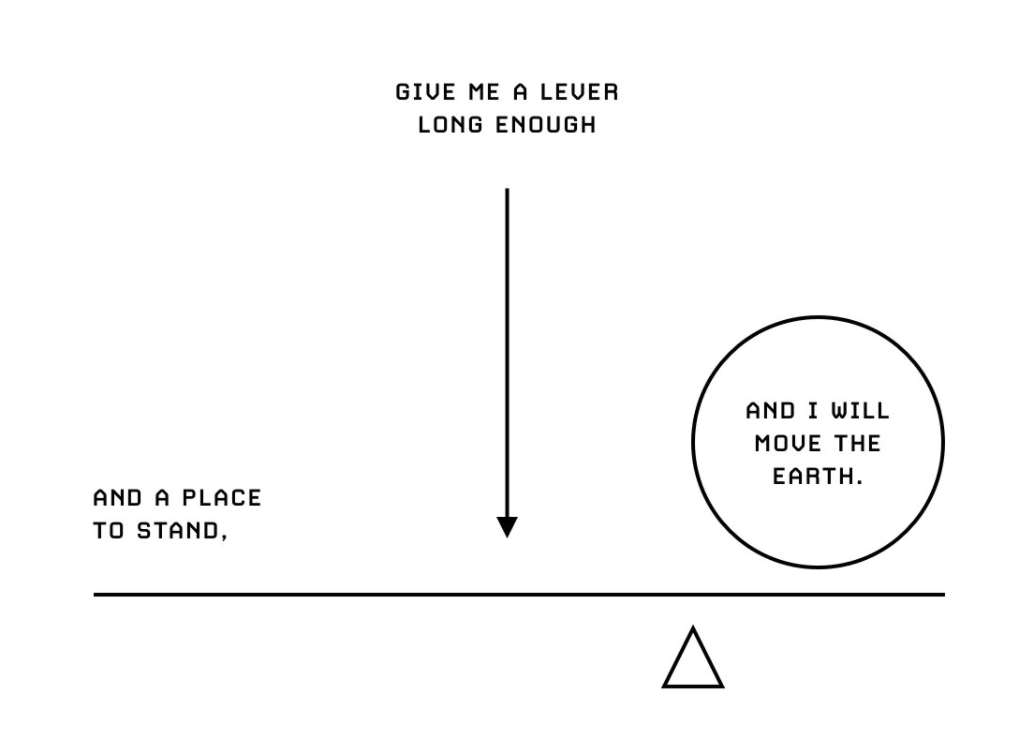 GIVE ME A LEVER
LONG ENOUGH
AND A PLACE
TO STAND,
AND I WILL
MOVE THE
EARTH.